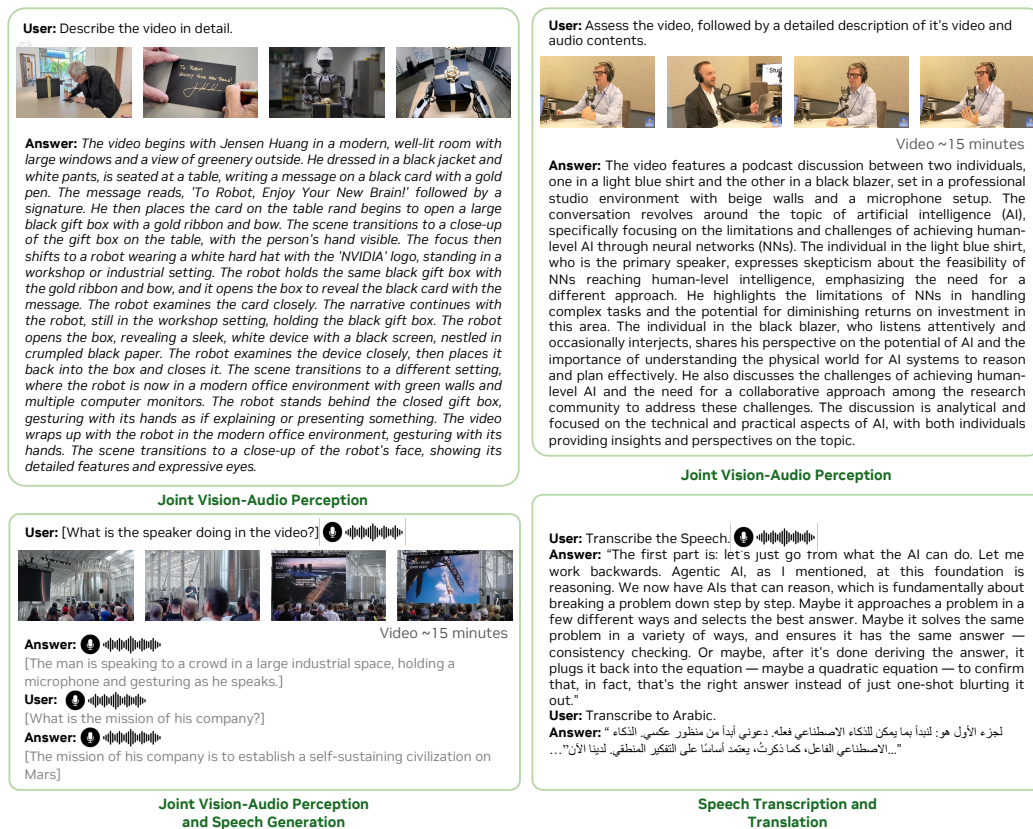 User: Describe the video in detail.
To Robot,
Enjoy Your New Brain!
Answer: The video begins with Jensen Huang in a modern, well-lit room with
large windows and a view of greenery outside. He dressed in a black jacket and
white pants, is seated at a table, writing a message on a black card with a gold
pen. The message reads, 'To Robot, Enjoy Your New Brain!' followed by a
signature. He then places the card on the table rand begins to open a large
black gift box with a gold ribbon and bow. The scene transitions to a close-up
of the gift box on the table, with the person's hand visible. The focus then
shifts to a robot wearing a white hard hat with the 'NVIDIA' logo, standing in a
workshop or industrial setting. The robot holds the same black gift box with
the gold ribbon and bow, and it opens the box to reveal the black card with the
message. The robot examines the card closely. The narrative continues with
the robot, still in the workshop setting, holding the black gift box. The robot
opens the box, revealing a sleek, white device with a black screen, nestled in
crumpled black paper. The robot examines the device closely, then places it
back into the box and closes it. The scene transitions to a different setting,
where the robot is now in a modern office environment with green walls and
multiple computer monitors. The robot stands behind the closed gift box,
gesturing with its hands as if explaining or presenting something. The video
wraps up with the robot in the modern office environment, gesturing with its
hands. The scene transitions to a close-up of the robot's face, showing its
detailed features and expressive eyes.
Joint Vision-Audio Perception
User: Assess the video, followed by a detailed description of it's video and
audio contents.
Stud
Video ~15 minutes
Answer: The video features a podcast discussion between two individuals,
one in a light blue shirt and the other in a black blazer, set in a professional
studio environment with beige walls and a microphone setup. The
conversation revolves around the topic of artificial intelligence (AI),
specifically focusing on the limitations and challenges of achieving human-
level AI through neural networks (NNs). The individual in the light blue shirt,
who is the primary speaker, expresses skepticism about the feasibility of
NNs reaching human-level intelligence, emphasizing the need for a
different approach. He highlights the limitations of NNs in handling
complex tasks and the potential for diminishing returns on investment in
this area. The individual in the black blazer, who listens attentively and
occasionally interjects, shares his perspective on the potential of AI and the
importance of understanding the physical world for AI systems to reason
and plan effectively. He also discusses the challenges of achieving human-
level AI and the need for a collaborative approach among the research
community to address these challenges. The discussion is analytical and
focused on the technical and practical aspects of AI, with both individuals
providing insights and perspectives on the topic.
Joint Vision-Audio Perception
User: [What is the speaker doing in the video?]
Video ~15 minutes
Answer:
[The man is speaking to a crowd in a large industrial space, holding a
microphone and gesturing as he speaks.]
User:
[What is the mission of his company?]
Answer:
[The mission of his company is to establish a self-sustaining civilization on
Mars]
Joint Vision-Audio Perception
and Speech Generation
User: Transcribe the Speech.
Answer: “The first part is: let's just go from what the AI can do. Let me
work backwards. Agentic AI, as I mentioned, at this foundation is
reasoning. We now have AIs that can reason, which is fundamentally about
breaking a problem down step by step. Maybe it approaches a problem in a
few different ways and selects the best answer. Maybe it solves the same
problem in a variety of ways, and ensures it has the same answer —
consistency checking. Or maybe, after it's done deriving the answer, it
plugs it back into the equation — maybe a quadratic equation — to confirm
that, in fact, that's the right answer instead of just one-shot blurting it
out.”
User: Transcribe to Arabic.
Answer: “ لجزء الأول هو: لنبدأ بما يمكن للذكاء الاصطناعي فعله. دعوني أبدأ من منظور عكسي. الذكاء
الاصطناعي الفاعل، كما ذكرتُ، يعتمد أساسًا على التفكير المنطقي. لدينا الآن”...
Speech Transcription and
Translation